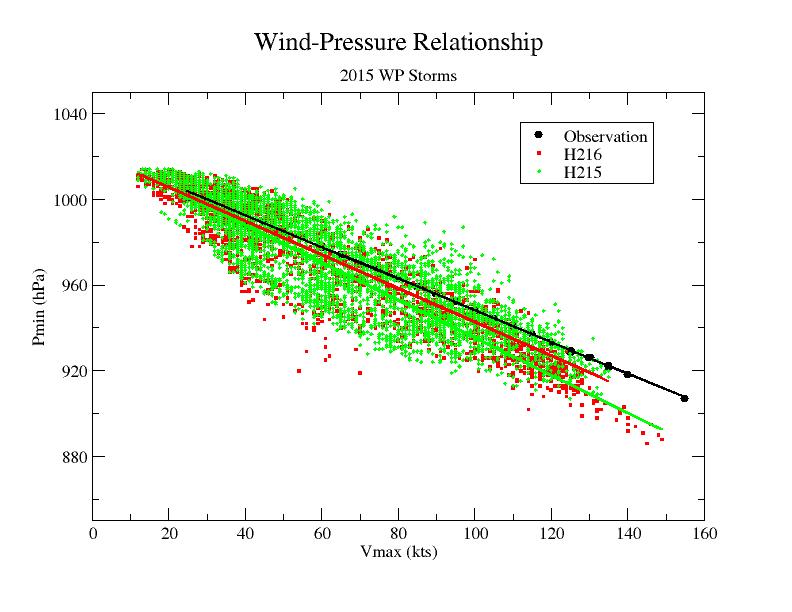 Wind-Pressure Relationship
2015 WP Storms
1040
1000
960
920
880
Pmin (hPa)
Observation
H216
H215
0 20 40 60 80 100 120 140 160
Vmax (kts)